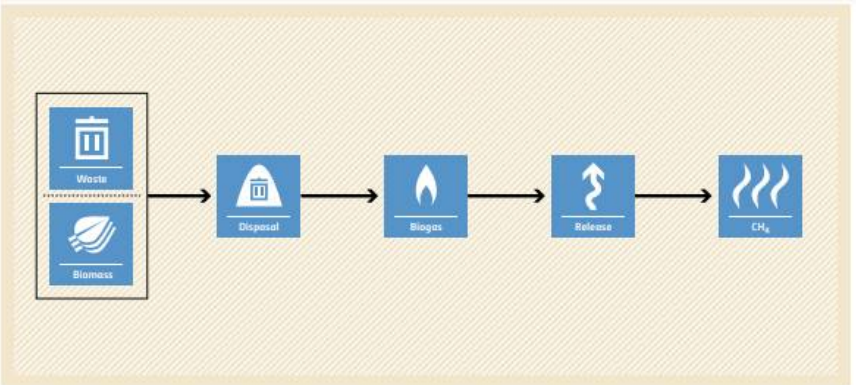 Waste
Biomass
Disposal
Biogas
Release
CH₄